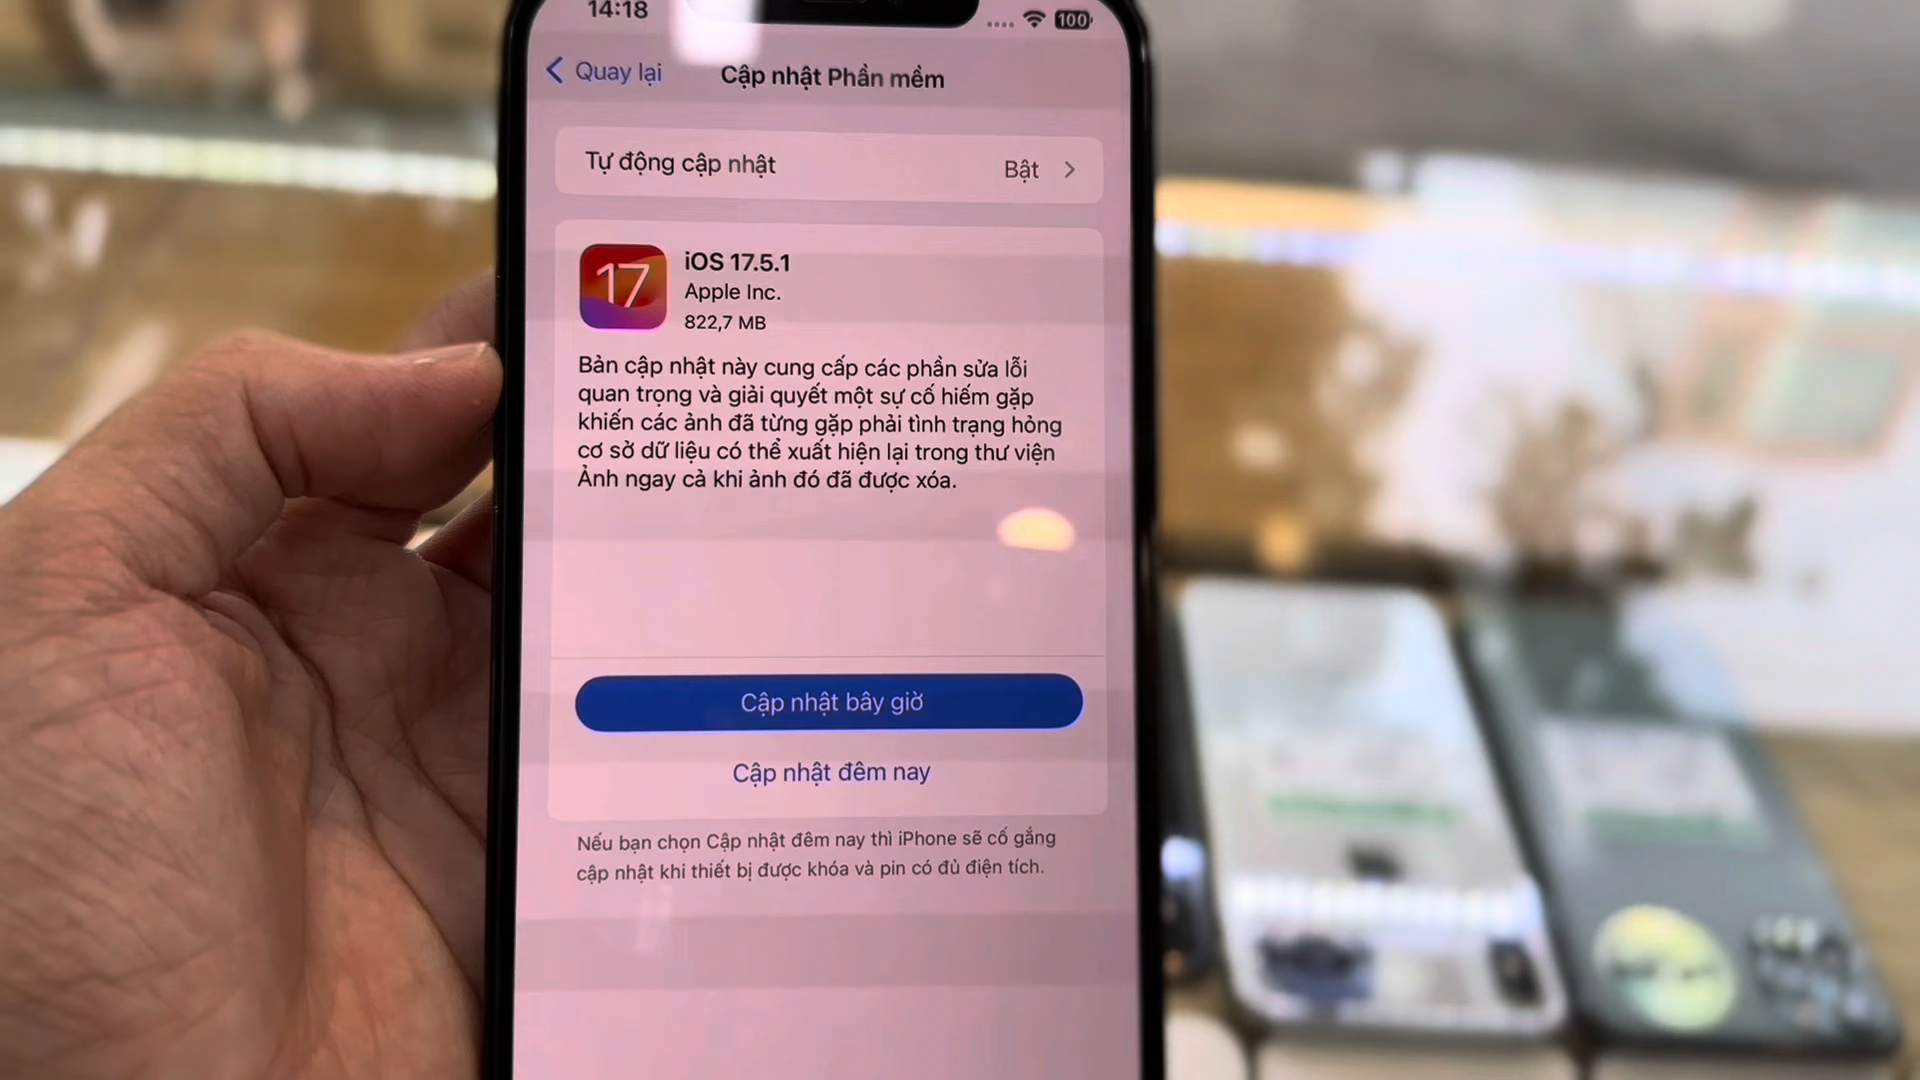 14:18
100
Quay lại
Cập nhật Phần mềm
Tự động cập nhật
Bật
17
iOS 17.5.1
Apple Inc.
822,7 MB
Bản cập nhật này cung cấp các phần sửa lỗi
quan trọng và giải quyết một sự cố hiếm gặp
khiến các ảnh đã từng gặp phải tình trạng hỏng
cơ sở dữ liệu có thể xuất hiện lại trong thư viện
Ảnh ngay cả khi ảnh đó đã được xóa.
Cập nhật bây giờ
Cập nhật đêm nay
Nếu bạn chọn Cập nhật đêm nay thì iPhone sẽ cố gắng
cập nhật khi thiết bị được khóa và pin có đủ điện tích.